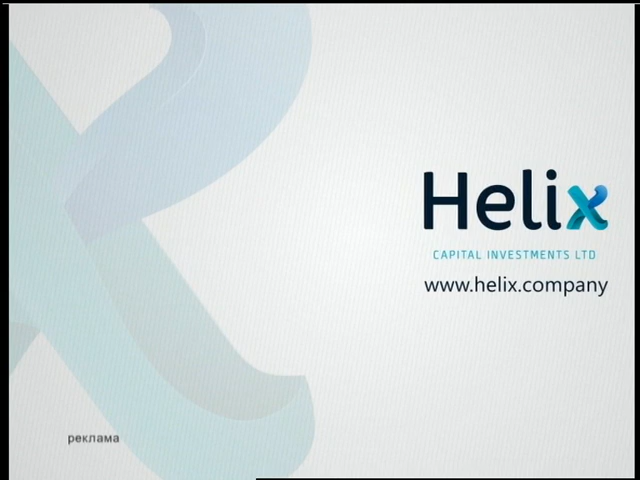 Helix
CAPITAL INVESTMENTS LTD
www.helix.company
реклама